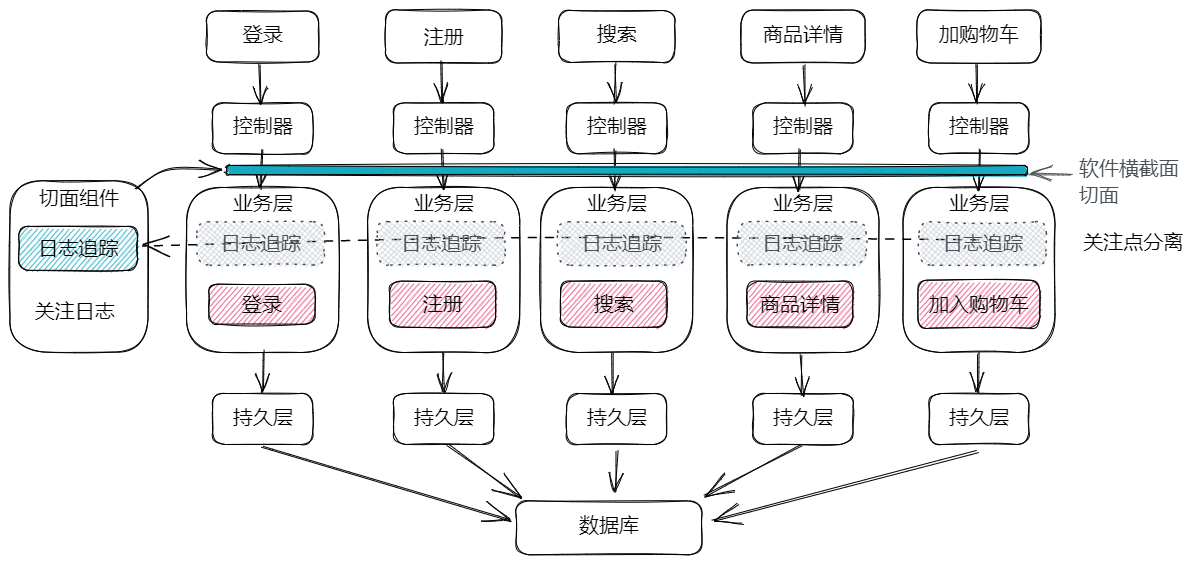 登录
注册
搜索
商品详情
加购物车
控制器
控制器
控制器
控制器
控制器
软件横截面
切面
切面组件
日志追踪
关注日志
业务层
业务层
业务层
业务层
业务层
日志追踪
日志追踪
日志追踪
日志追踪
日志追踪
关注点分离
登录
注册
搜索
商品详情
加入购物车
持久层
持久层
持久层
持久层
持久层
数据库